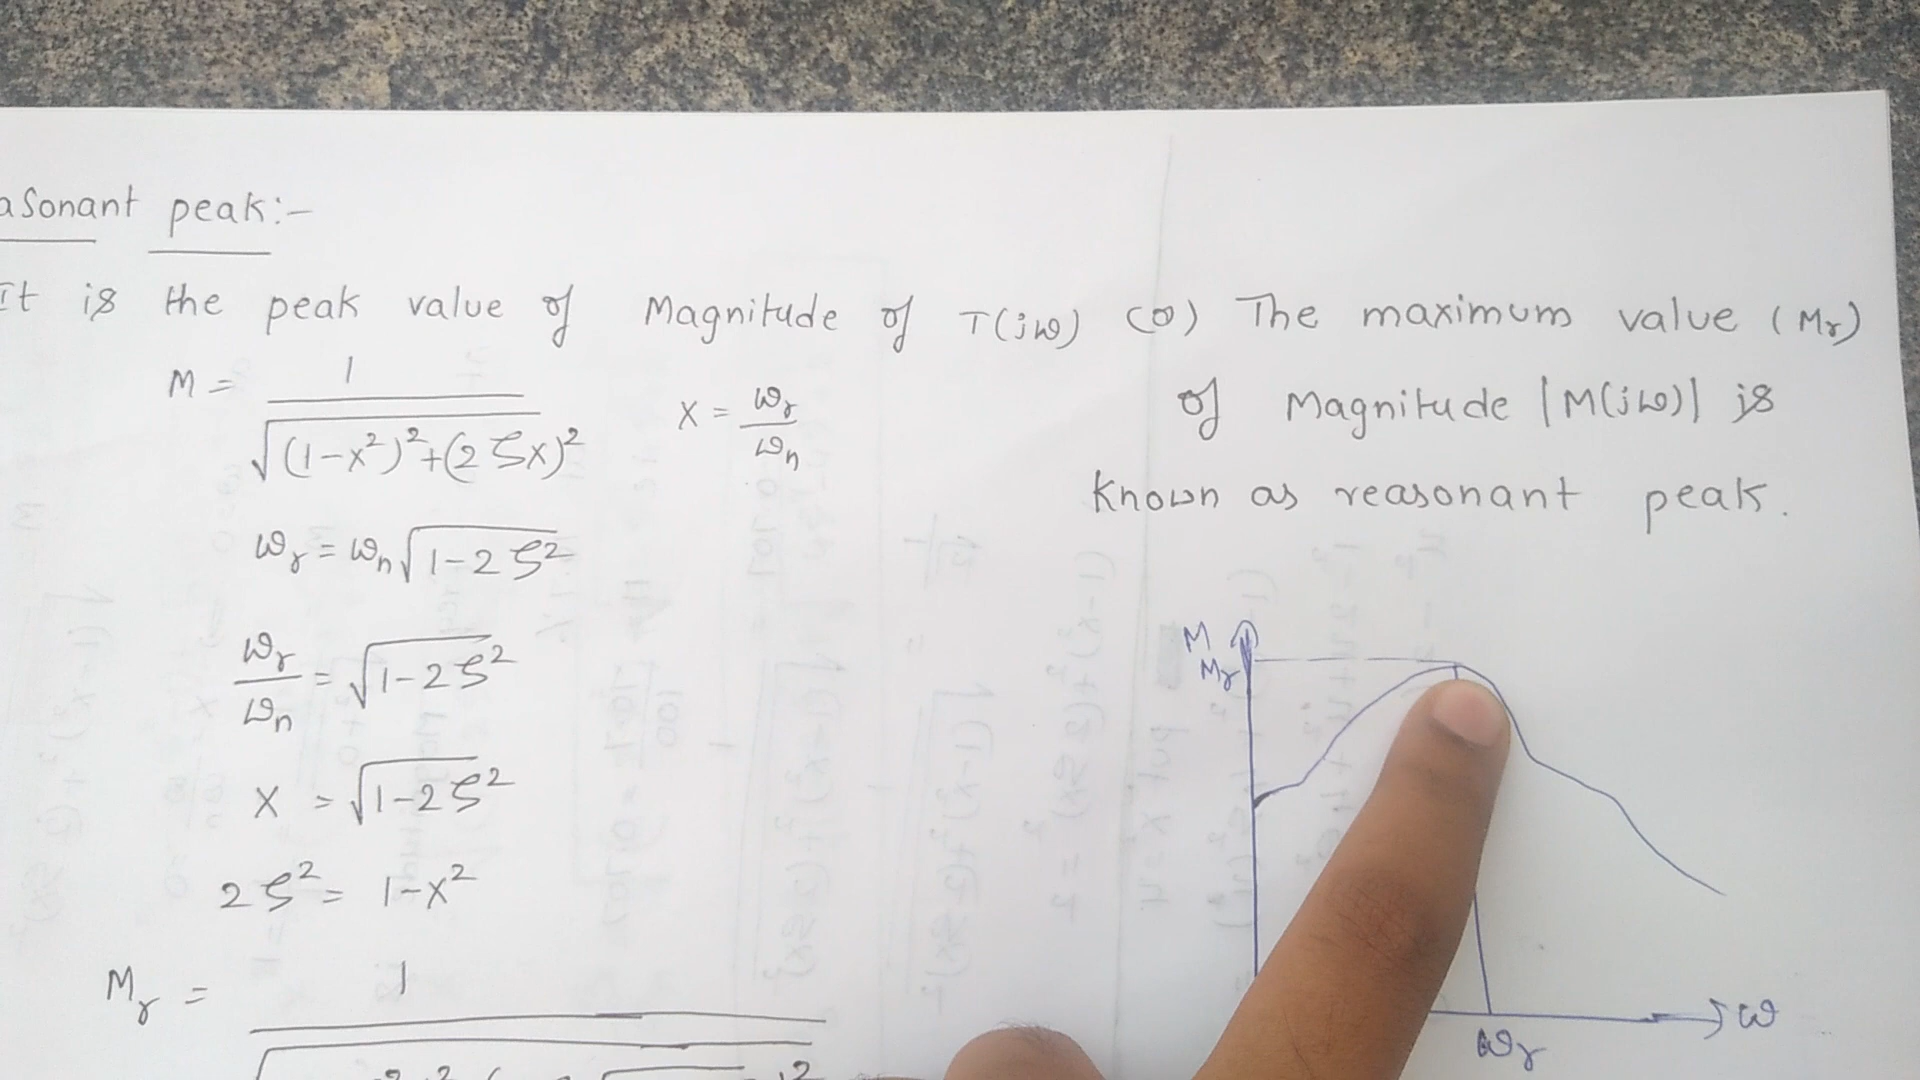 asonant peak:-
It is the peak value of Magnitude of T(jω) (or) The maximum value (Mr)
of Magnitude |M(jω)| is
known as reasonant peak.
M = 1 / √((1-x²)²+(2ζx)²)
x = ωr/ωn
ωr = ωn√(1-2ζ²)
ωr/ωn = √(1-2ζ²)
x = √(1-2ζ²)
2ζ² = 1-x²
Mr = 1
M
Mr
ω
ωr